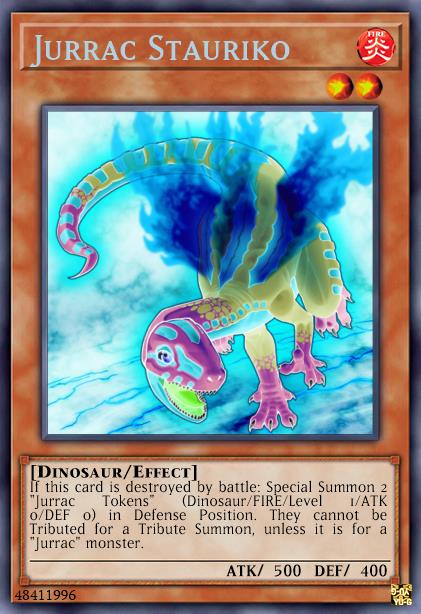 Jurrac Stauriko
FIRE
炎
[Dinosaur/Effect]
If this card is destroyed by battle: Special Summon 2
"Jurrac Tokens" (Dinosaur/FIRE/Level 1/ATK
0/DEF 0) in Defense Position. They cannot be
Tributed for a Tribute Summon, unless it is for a
"Jurrac" monster.
ATK/ 500 DEF/ 400
48411996